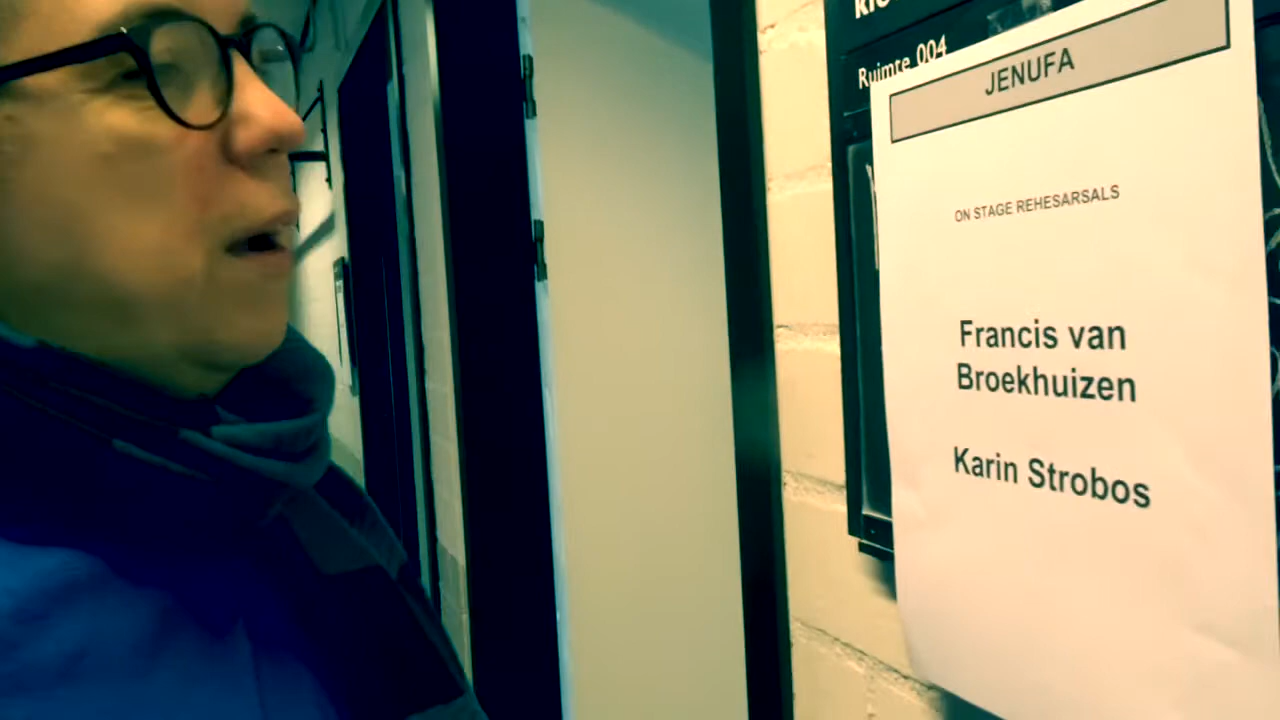 Ruimte 004
JENUFA
ON STAGE REHESARSALS
Francis van
Broekhuizen
Karin Strobos